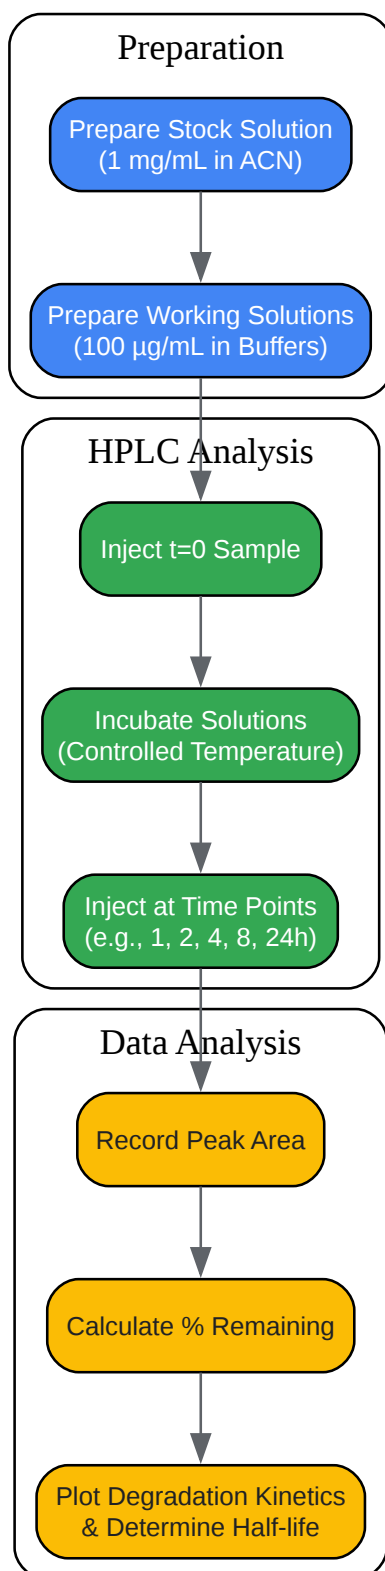 Preparation
Prepare Stock Solution
(1 mg/mL in ACN)
Prepare Working Solutions
(100 µg/mL in Buffers)
HPLC Analysis
Inject t=0 Sample
Incubate Solutions
(Controlled Temperature)
Inject at Time Points
(e.g., 1, 2, 4, 8, 24h)
Data Analysis
Record Peak Area
Calculate % Remaining
Plot Degradation Kinetics
& Determine Half-life